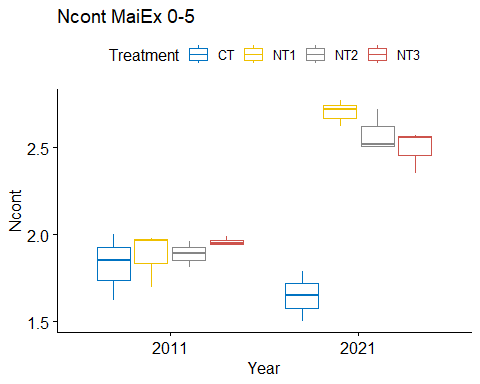 Ncont MaiEx 0-5
Treatment CT NT1 NT2 NT3
Ncont
2.5
2.0
1.5
2011 2021
Year